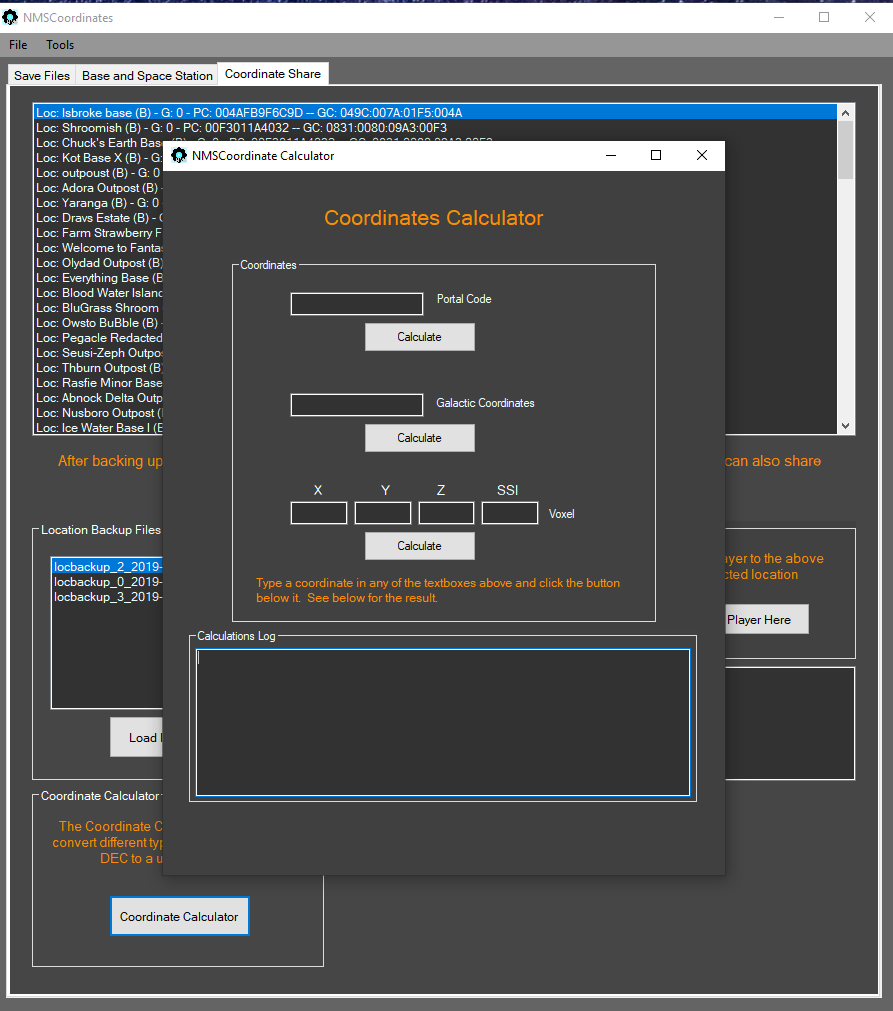 NMSCoordinates
File Tools
Save Files Base and Space Station Coordinate Share
Loc: Isbroke base (B) - G: 0 - PC: 004AFB9F6C9D -- GC: 049C:007A:01F5:004A
Loc: Shroomish (B) - G: 0 - PC: 00F3011A4032 -- GC: 0831:0080:09A3:00F3
Loc: Chuck's Earth Base
Loc: Kot Base X (B) - G:
Loc: outpoust (B) - G: 0
Loc: Adora Outpost (B)
Loc: Yaranga (B) - G: 0
Loc: Dravs Estate (B) -
Loc: Farm Strawberry F
Loc: Welcome to Fanta
Loc: Olydad Outpost (B)
Loc: Everything Base (B
Loc: Blood Water Island
Loc: BluGrass Shroom
Loc: Owsto BuBble (B) -
Loc: Pegacle Redacted
Loc: Seusi-Zeph Outpo
Loc: Thburn Outpost (B)
Loc: Rasfie Minor Base
Loc: Abnock Delta Outp
Loc: Nusboro Outpost (
Loc: Ice Water Base I (B
NMSCoordinate Calculator
Coordinates Calculator
Coordinates
Portal Code
Calculate
Galactic Coordinates
Calculate
X Y Z SSI
Voxel
Calculate
Type a coordinate in any of the textboxes above and click the button
below it. See below for the result.
Calculations Log
After backing up
can also share
Location Backup Files
locbackup_2_2019-
locbackup_0_2019-
locbackup_3_2019-
Load
yer to the above
cted location
Player Here
Coordinate Calculator
The Coordinate C
convert different typ
DEC to a u
Coordinate Calculator